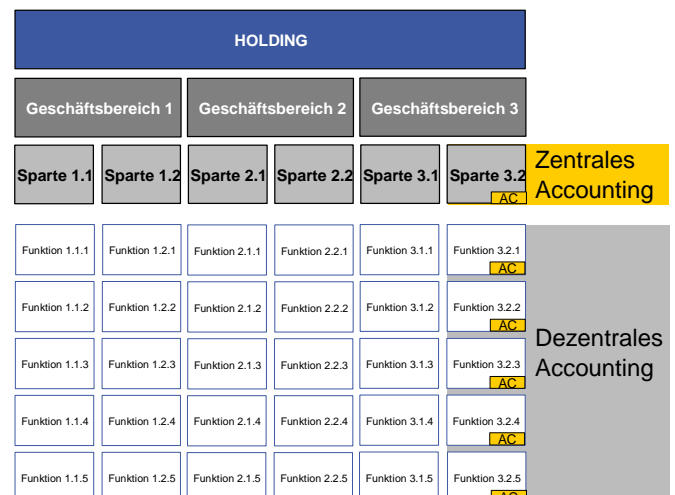 HOLDING
Geschäftsbereich 1 Geschäftsbereich 2 Geschäftsbereich 3
Sparte 1.1 Sparte 1.2 Sparte 2.1 Sparte 2.2 Sparte 3.1 Sparte 3.2
AC
Zentrales
Accounting
Funktion 1.1.1 Funktion 1.2.1 Funktion 2.1.1 Funktion 2.2.1 Funktion 3.1.1 Funktion 3.2.1
AC
Funktion 1.1.2 Funktion 1.2.2 Funktion 2.1.2 Funktion 2.2.2 Funktion 3.1.2 Funktion 3.2.2
AC
Dezentrales
Accounting
Funktion 1.1.3 Funktion 1.2.3 Funktion 2.1.3 Funktion 2.2.3 Funktion 3.1.3 Funktion 3.2.3
AC
Funktion 1.1.4 Funktion 1.2.4 Funktion 2.1.4 Funktion 2.2.4 Funktion 3.1.4 Funktion 3.2.4
AC
Funktion 1.1.5 Funktion 1.2.5 Funktion 2.1.5 Funktion 2.2.5 Funktion 3.1.5 Funktion 3.2.5
AC